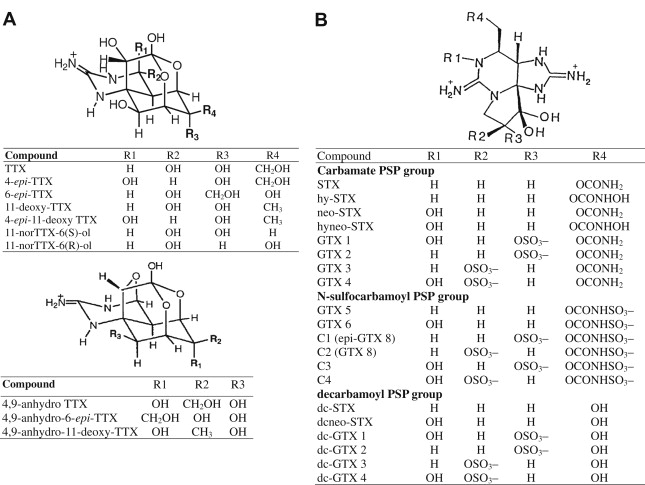 A
HO OH
R1
H
+
H2N
H
N
R2
O
H
O
N
H
HO
H
H
H
R4
R3
Compound R1 R2 R3 R4
TTX H OH OH CH2OH
4-epi-TTX OH H OH CH2OH
6-epi-TTX H OH CH2OH OH
11-deoxy-TTX H OH OH CH3
4-epi-11-deoxy TTX OH H OH CH3
11-norTTX-6(S)-ol H OH OH H
11-norTTX-6(R)-ol H OH H OH
H
O
OH
H
O
+
H2N
N
H
H
O
NH
R3
H
H
H
R2
R1
Compound R1 R2 R3
4,9-anhydro TTX OH CH2OH OH
4,9-anhydro-6-epi-TTX CH2OH OH OH
4,9-anhydro-11-deoxy-TTX OH CH3 OH
B
R4
H
R1
N
H
N
+
H2N
N
N
H
+
NH2
OH
OH
R2
H
R3
Compound R1 R2 R3 R4
Carbamate PSP group
STX H H H OCONH2
hy-STX H H H OCONHOH
neo-STX OH H H OCONH2
hyneo-STX OH H H OCONHOH
GTX 1 OH H OSO3– OCONH2
GTX 2 H H OSO3– OCONH2
GTX 3 H OSO3– H OCONH2
GTX 4 OH OSO3– H OCONH2
N-sulfocarbamoyl PSP group
GTX 5 H H H OCONHSO3–
GTX 6 OH H H OCONHSO3–
C1 (epi-GTX 8) H H OSO3– OCONHSO3–
C2 (GTX 8) H OSO3– H OCONHSO3–
C3 OH H OSO3– OCONHSO3–
C4 OH OSO3– H OCONHSO3–
decarbamoyl PSP group
dc-STX H H H OH
dcneo-STX OH H H OH
dc-GTX 1 OH H OSO3– OH
dc-GTX 2 H H OSO3– OH
dc-GTX 3 H OSO3– H OH
dc-GTX 4 OH OSO3– H OH